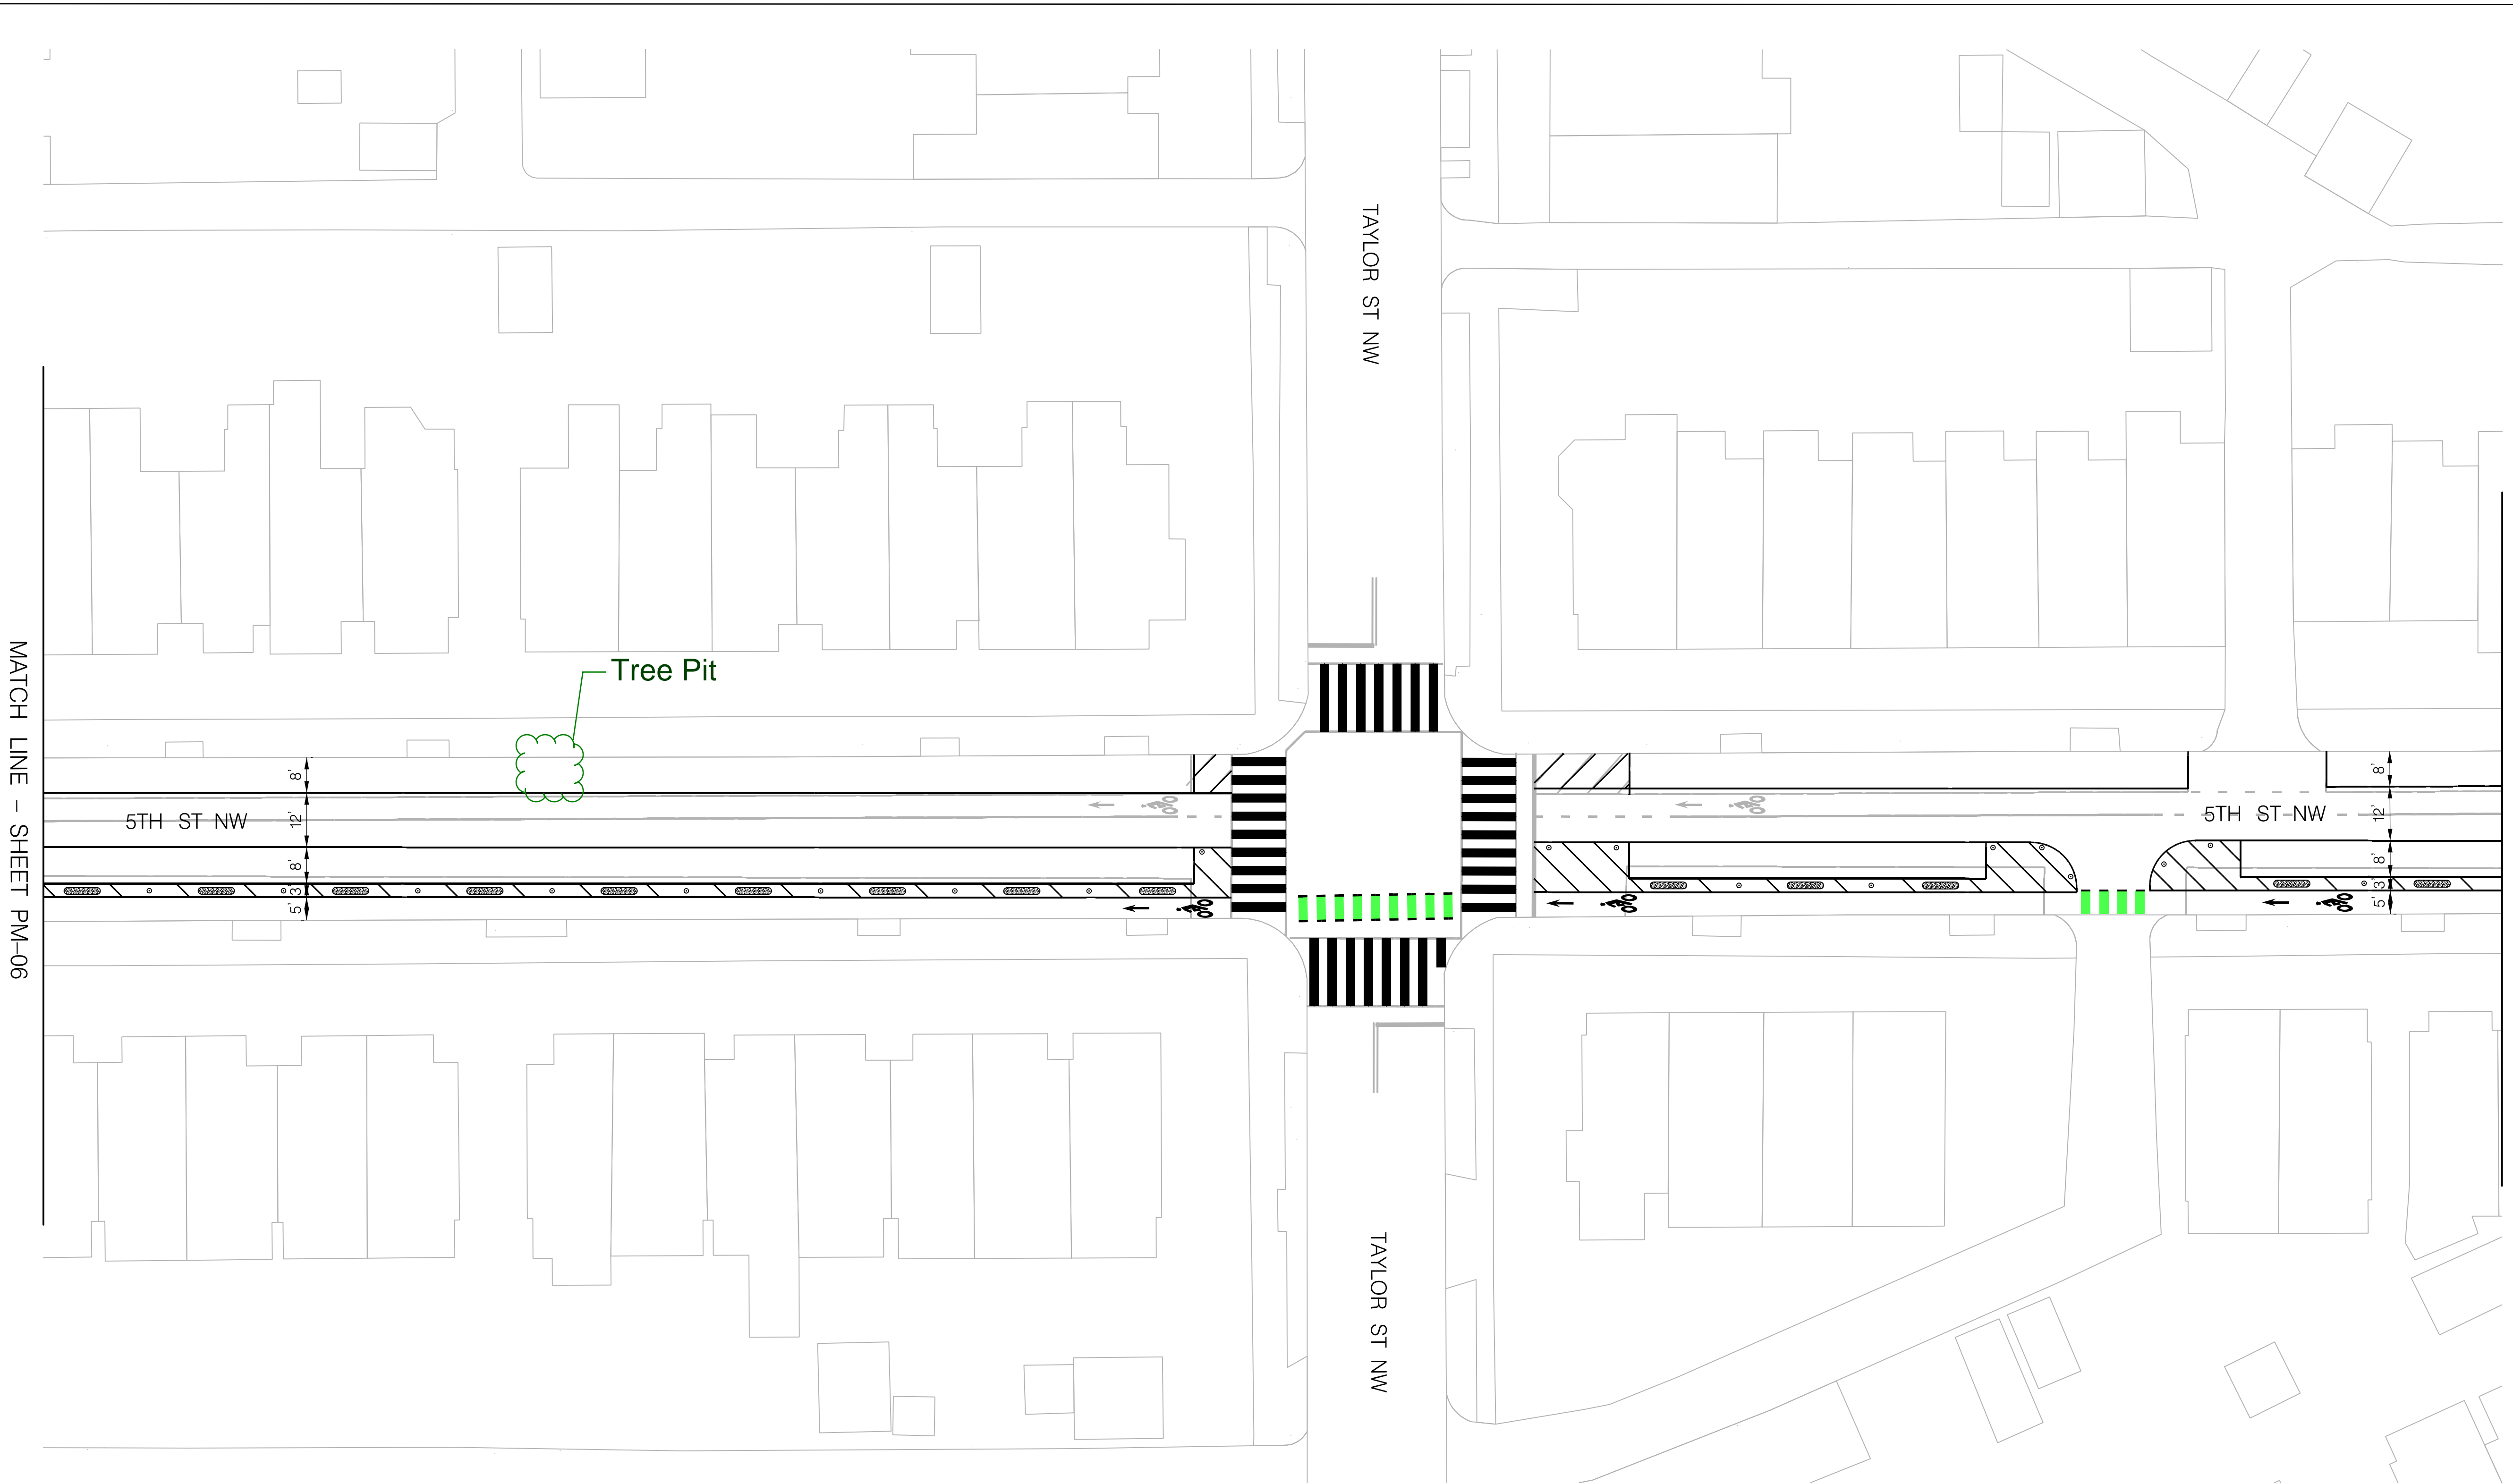 TAYLOR ST NW
Tree Pit
MATCH LINE - SHEET PM-06
8'
12'
8'
3'
5'
5TH ST NW
8'
12'
8'
3'
5'
5TH ST NW
TAYLOR ST NW